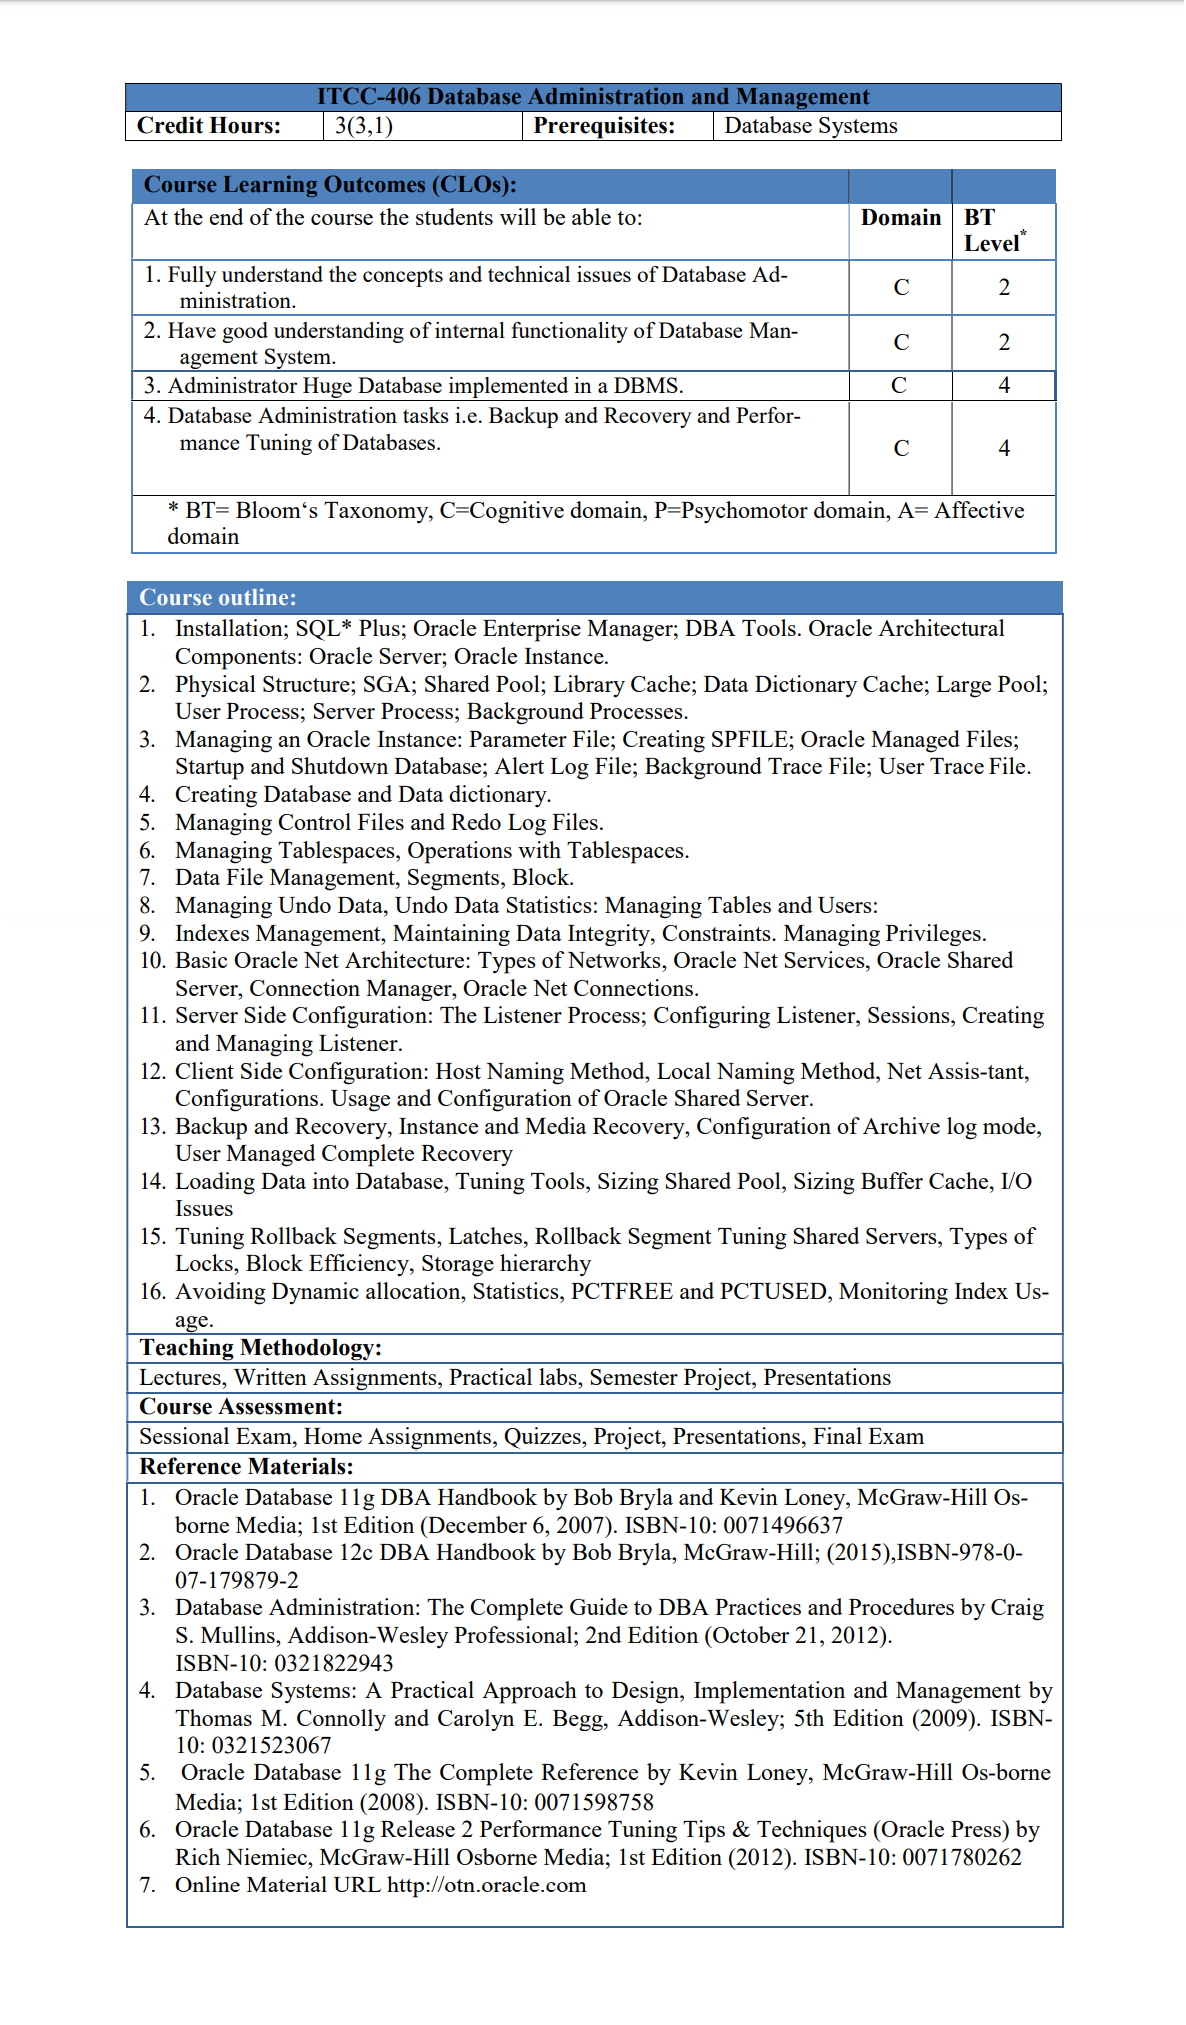 ITCC-406 Database Administration and Management
Credit Hours: 3(3,1) Prerequisites: Database Systems
Course Learning Outcomes (CLOs):
At the end of the course the students will be able to: Domain BT
Level*
1. Fully understand the concepts and technical issues of Database Ad-
ministration. C 2
2. Have good understanding of internal functionality of Database Man-
agement System. C 2
3. Administrator Huge Database implemented in a DBMS. C 4
4. Database Administration tasks i.e. Backup and Recovery and Perfor-
mance Tuning of Databases. C 4
* BT= Bloom‘s Taxonomy, C=Cognitive domain, P=Psychomotor domain, A= Affective
domain
Course outline:
1. Installation; SQL* Plus; Oracle Enterprise Manager; DBA Tools. Oracle Architectural
Components: Oracle Server; Oracle Instance.
2. Physical Structure; SGA; Shared Pool; Library Cache; Data Dictionary Cache; Large Pool;
User Process; Server Process; Background Processes.
3. Managing an Oracle Instance: Parameter File; Creating SPFILE; Oracle Managed Files;
Startup and Shutdown Database; Alert Log File; Background Trace File; User Trace File.
4. Creating Database and Data dictionary.
5. Managing Control Files and Redo Log Files.
6. Managing Tablespaces, Operations with Tablespaces.
7. Data File Management, Segments, Block.
8. Managing Undo Data, Undo Data Statistics: Managing Tables and Users:
9. Indexes Management, Maintaining Data Integrity, Constraints. Managing Privileges.
10. Basic Oracle Net Architecture: Types of Networks, Oracle Net Services, Oracle Shared
Server, Connection Manager, Oracle Net Connections.
11. Server Side Configuration: The Listener Process; Configuring Listener, Sessions, Creating
and Managing Listener.
12. Client Side Configuration: Host Naming Method, Local Naming Method, Net Assis-tant,
Configurations. Usage and Configuration of Oracle Shared Server.
13. Backup and Recovery, Instance and Media Recovery, Configuration of Archive log mode,
User Managed Complete Recovery
14. Loading Data into Database, Tuning Tools, Sizing Shared Pool, Sizing Buffer Cache, I/O
Issues
15. Tuning Rollback Segments, Latches, Rollback Segment Tuning Shared Servers, Types of
Locks, Block Efficiency, Storage hierarchy
16. Avoiding Dynamic allocation, Statistics, PCTFREE and PCTUSED, Monitoring Index Us-
age.
Teaching Methodology:
Lectures, Written Assignments, Practical labs, Semester Project, Presentations
Course Assessment:
Sessional Exam, Home Assignments, Quizzes, Project, Presentations, Final Exam
Reference Materials:
1. Oracle Database 11g DBA Handbook by Bob Bryla and Kevin Loney, McGraw-Hill Os-
borne Media; 1st Edition (December 6, 2007). ISBN-10: 0071496637
2. Oracle Database 12c DBA Handbook by Bob Bryla, McGraw-Hill; (2015),ISBN-978-0-
07-179879-2
3. Database Administration: The Complete Guide to DBA Practices and Procedures by Craig
S. Mullins, Addison-Wesley Professional; 2nd Edition (October 21, 2012).
ISBN-10: 0321822943
4. Database Systems: A Practical Approach to Design, Implementation and Management by
Thomas M. Connolly and Carolyn E. Begg, Addison-Wesley; 5th Edition (2009). ISBN-
10: 0321523067
5. Oracle Database 11g The Complete Reference by Kevin Loney, McGraw-Hill Os-borne
Media; 1st Edition (2008). ISBN-10: 0071598758
6. Oracle Database 11g Release 2 Performance Tuning Tips & Techniques (Oracle Press) by
Rich Niemiec, McGraw-Hill Osborne Media; 1st Edition (2012). ISBN-10: 0071780262
7. Online Material URL http://otn.oracle.com